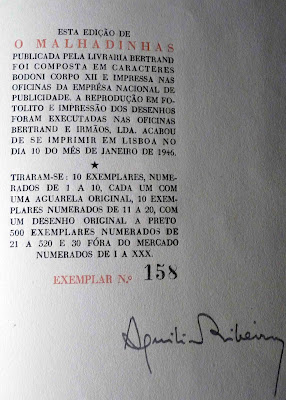 ESTA EDIÇÃO DE
O MALHADINHAS
PUBLICADA PELA LIVRARIA BERTRAND
FOI COMPOSTA EM CARACTÉRES
BODONI CORPO XII E IMPRESSA NAS
OFICINAS DA EMPRÊSA NACIONAL DE
PUBLICIDADE. A REPRODUÇÃO EM FO-
TOLITO E IMPRESSÃO DOS DESENHOS
FORAM EXECUTADAS NAS OFICINAS
BERTRAND E IRMÃOS, LDA. ACABOU
DE SE IMPRIMIR EM LISBOA NO
DIA 10 DO MÊS DE JANEIRO DE 1946.
★
TIRARAM-SE: 10 EXEMPLARES, NUME-
RADOS DE 1 A 10, CADA UM COM
UMA AGUARELA ORIGINAL, 10 EXEM-
PLARES NUMERADOS DE 11 A 20, COM
UM DESENHO ORIGINAL A PRETO
500 EXEMPLARES NUMERADOS DE
21 A 520 E 30 FÓRA DO MERCADO
NUMERADOS DE I A XXX.
EXEMPLAR N.º 158
Aquilino Ribeiro